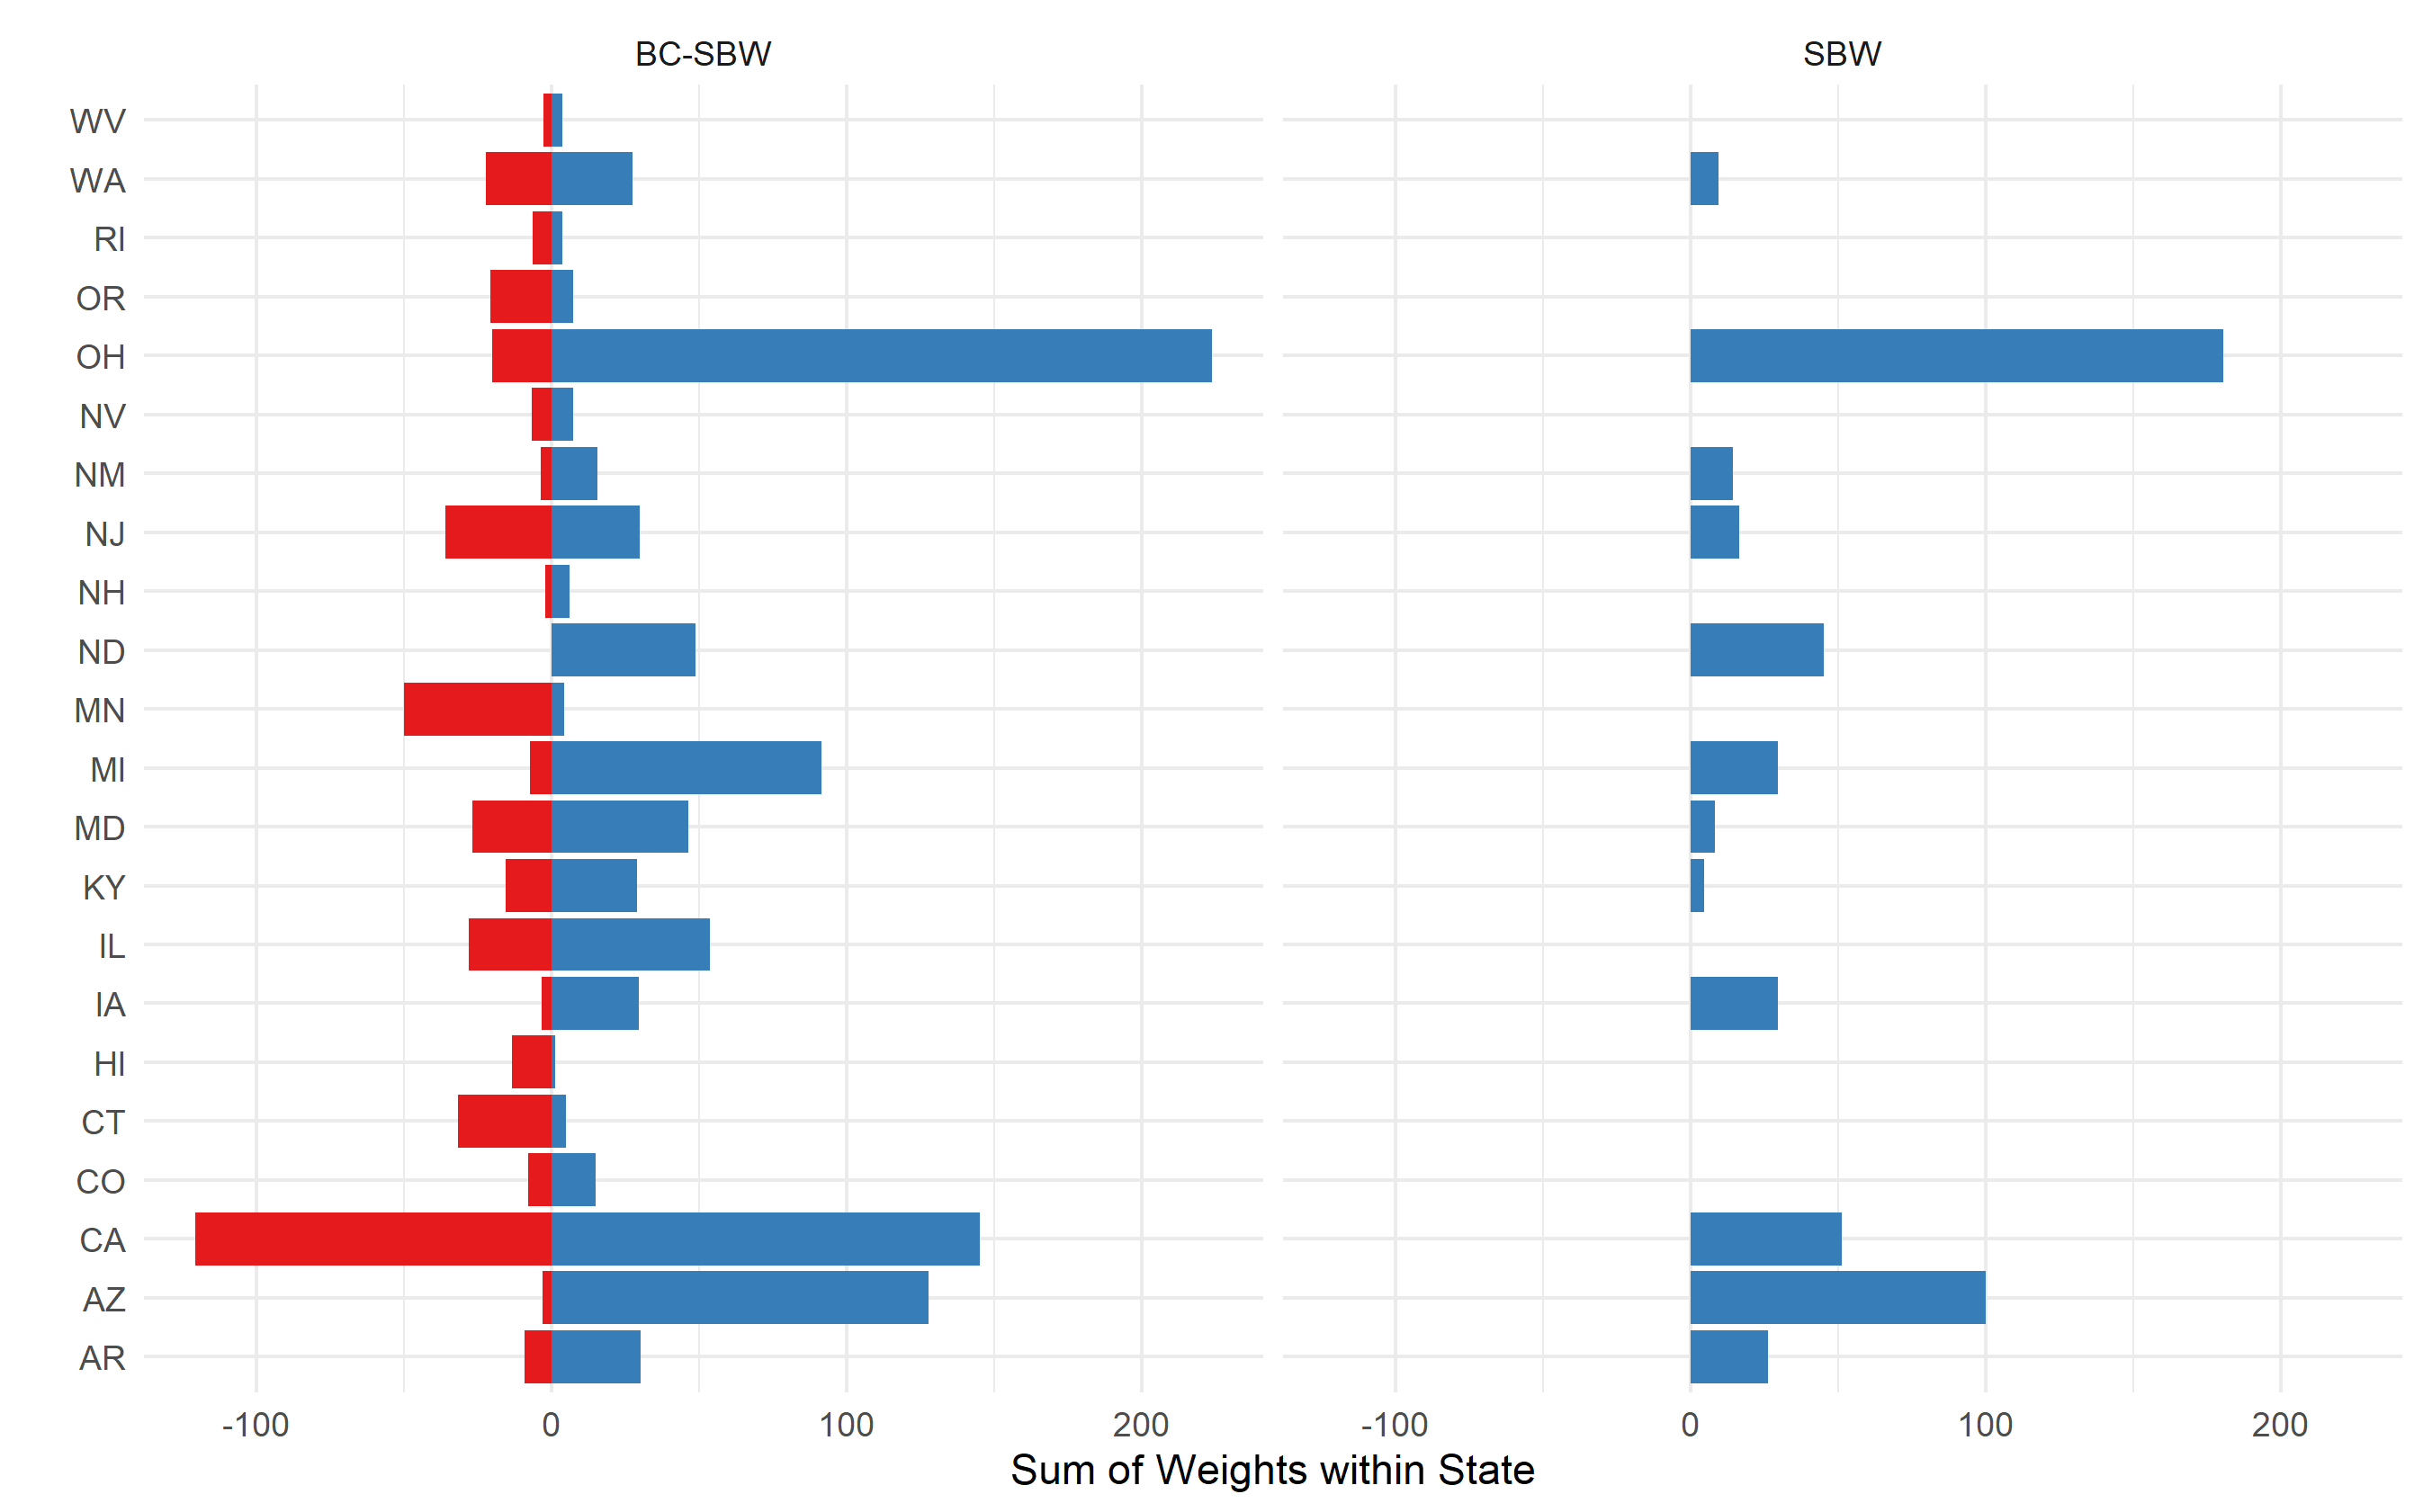 BC-SBW
SBW
WV
WA
RI
OR
OH
NV
NM
NJ
NH
ND
MN
MI
MD
KY
IL
IA
HI
CT
CO
CA
AZ
AR
-100 0 100 200 -100 0 100 200
Sum of Weights within State